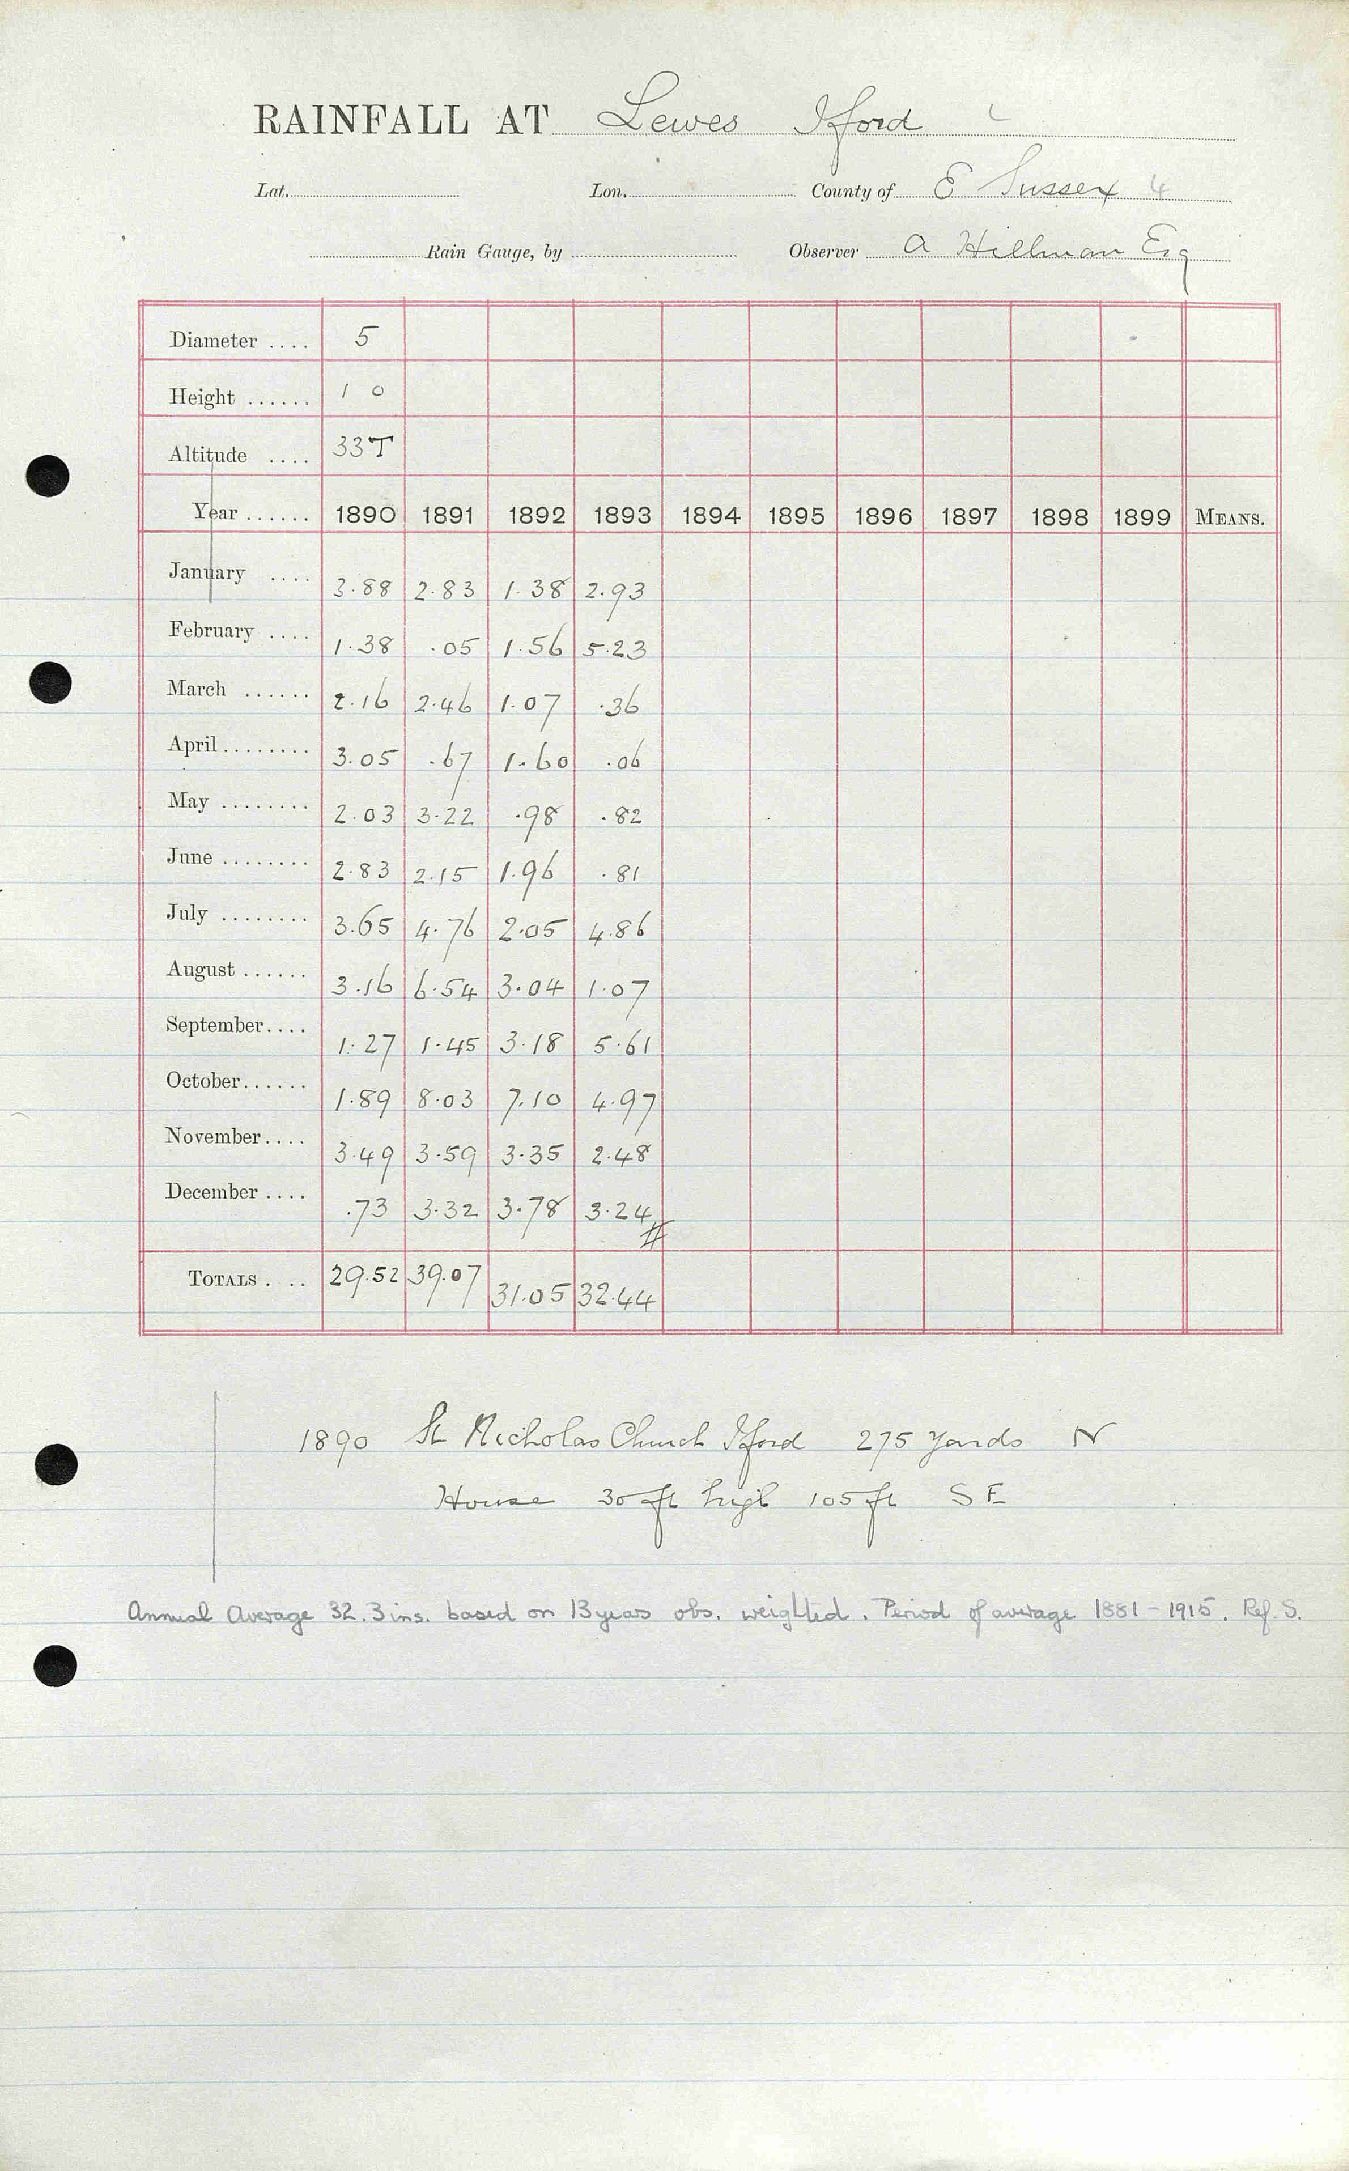 RAINFALL AT Lewes Iford
Lat. Lon. County of E Sussex 4
Rain Gauge, by Observer A Hillman Esq
Diameter .... 5
Height ...... 1 0
Altitude .... 33T
Year ...... 1890 1891 1892 1893 1894 1895 1896 1897 1898 1899 MEANS.
January .... 3.88 2.83 1.38 2.93
February .... 1.38 .05 1.56 5.23
March ...... 2.16 2.46 1.07 .36
April ........ 3.05 .67 1.60 .06
May ........ 2.03 3.22 .98 .82
June ........ 2.83 2.15 1.96 .81
July ........ 3.65 4.76 2.05 4.86
August ...... 3.16 6.54 3.04 1.07
September .... 1.27 1.45 3.18 5.61
October ...... 1.89 8.03 7.10 4.97
November .... 3.49 3.59 3.35 2.48
December .... .73 3.32 3.78 3.24 #
TOTALS . .. 29.52 39.07 31.05 32.44
1890 St Nicholas Church Iford 275 yards N
House 30 ft high 105 ft SE
Annual Average 32.3 ins. based on 13 years obs. weighted. Period of average 1881 - 1915. Ref. S.